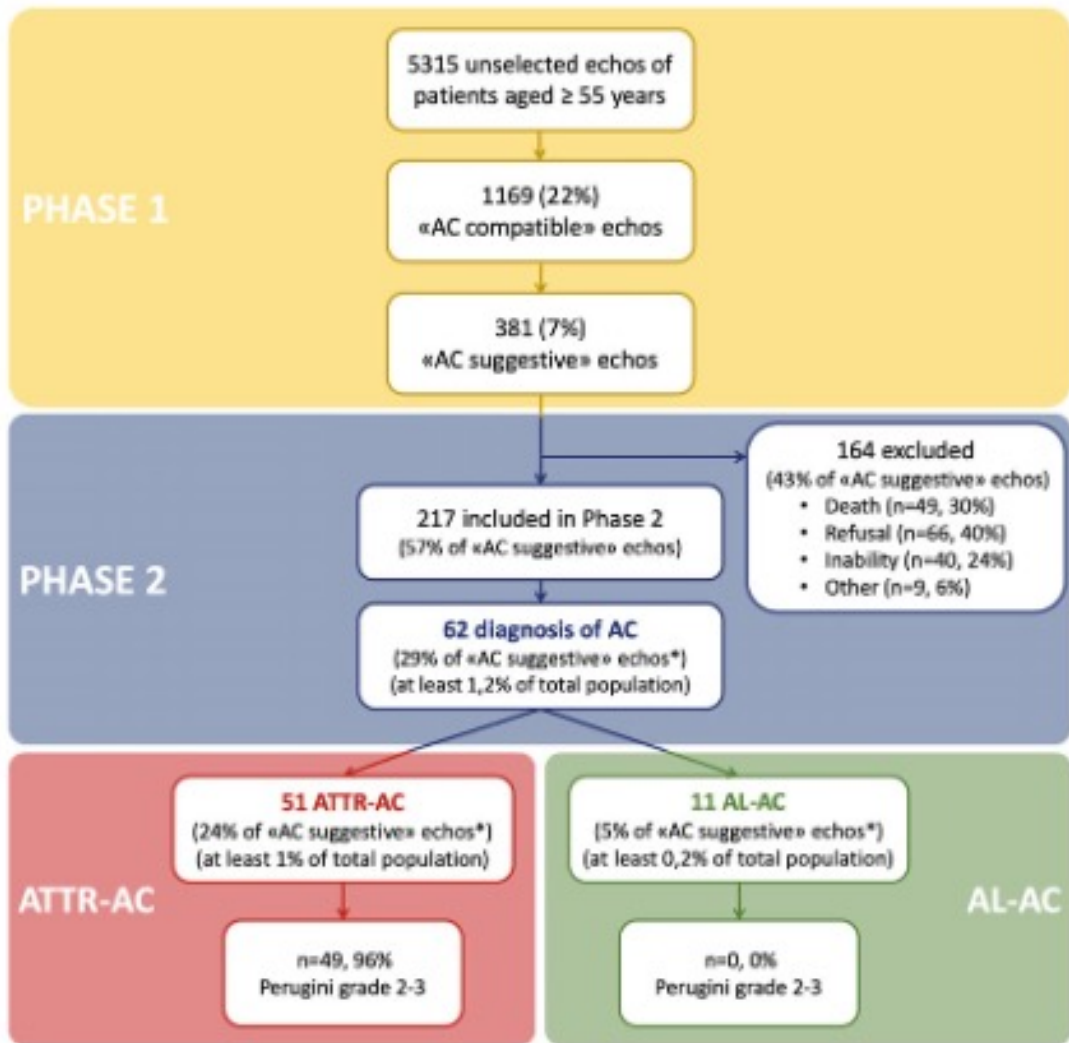 5315 unselected echos of
patients aged ≥ 55 years
PHASE 1
1169 (22%)
«AC compatible» echos
381 (7%)
«AC suggestive» echos
164 excluded
(43% of «AC suggestive» echos)
• Death (n=49, 30%)
• Refusal (n=66, 40%)
• Inability (n=40, 24%)
• Other (n=9, 6%)
217 included in Phase 2
(57% of «AC suggestive» echos)
PHASE 2
62 diagnosis of AC
(29% of «AC suggestive» echos*)
(at least 1,2% of total population)
51 ATTR-AC
(24% of «AC suggestive» echos*)
(at least 1% of total population)
11 AL-AC
(5% of «AC suggestive» echos*)
(at least 0,2% of total population)
ATTR-AC
AL-AC
n=49, 96%
Perugini grade 2-3
n=0, 0%
Perugini grade 2-3